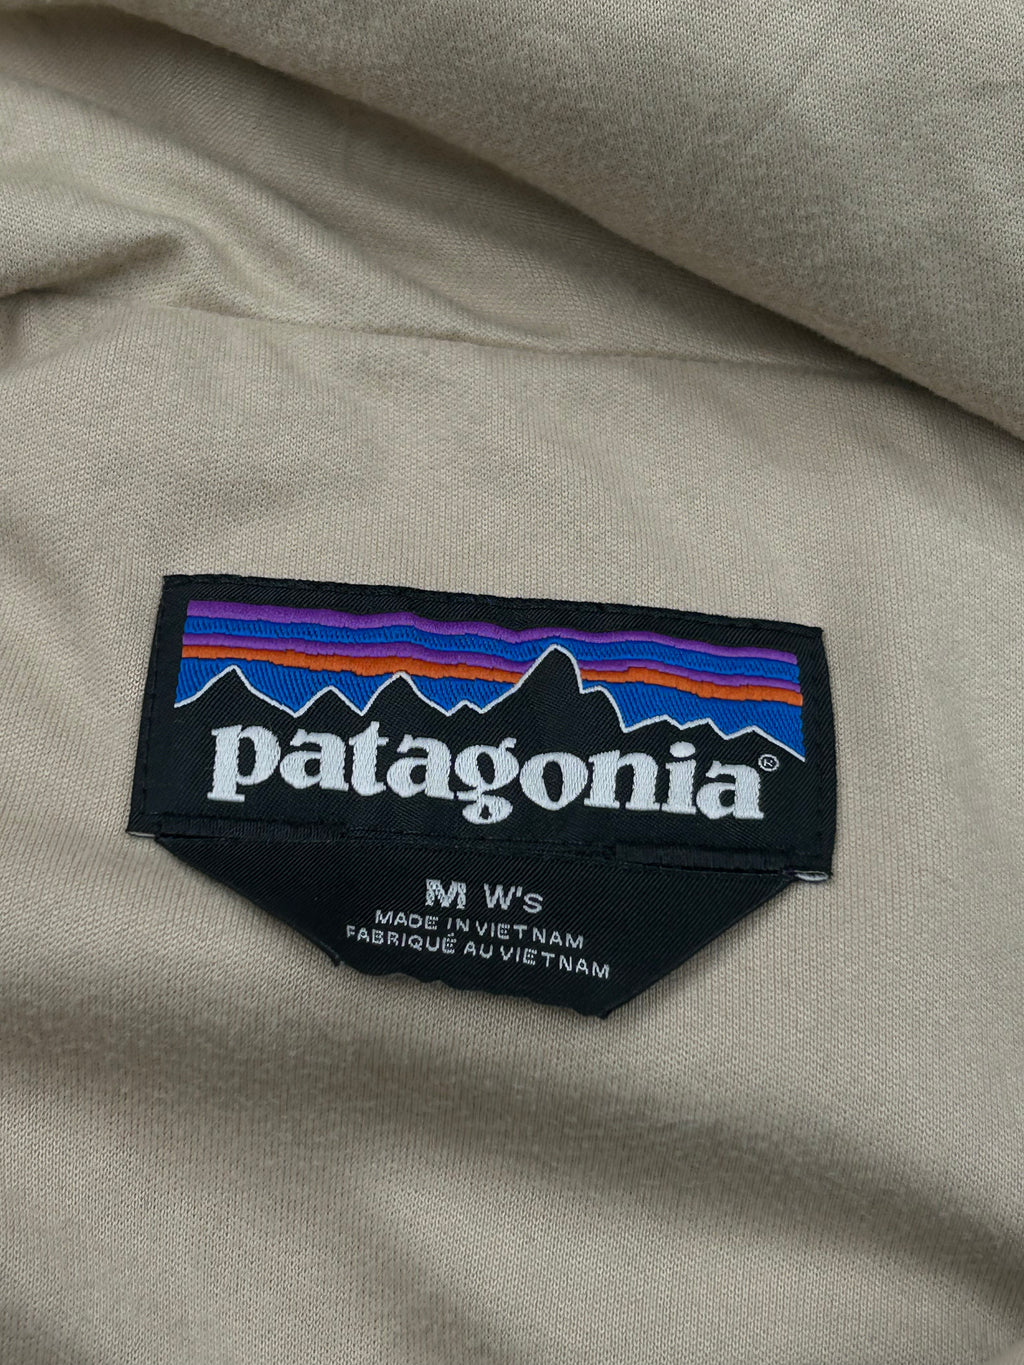 patagonia®
M W's
MADE IN VIETNAM
FABRIQUÉ AU VIETNAM